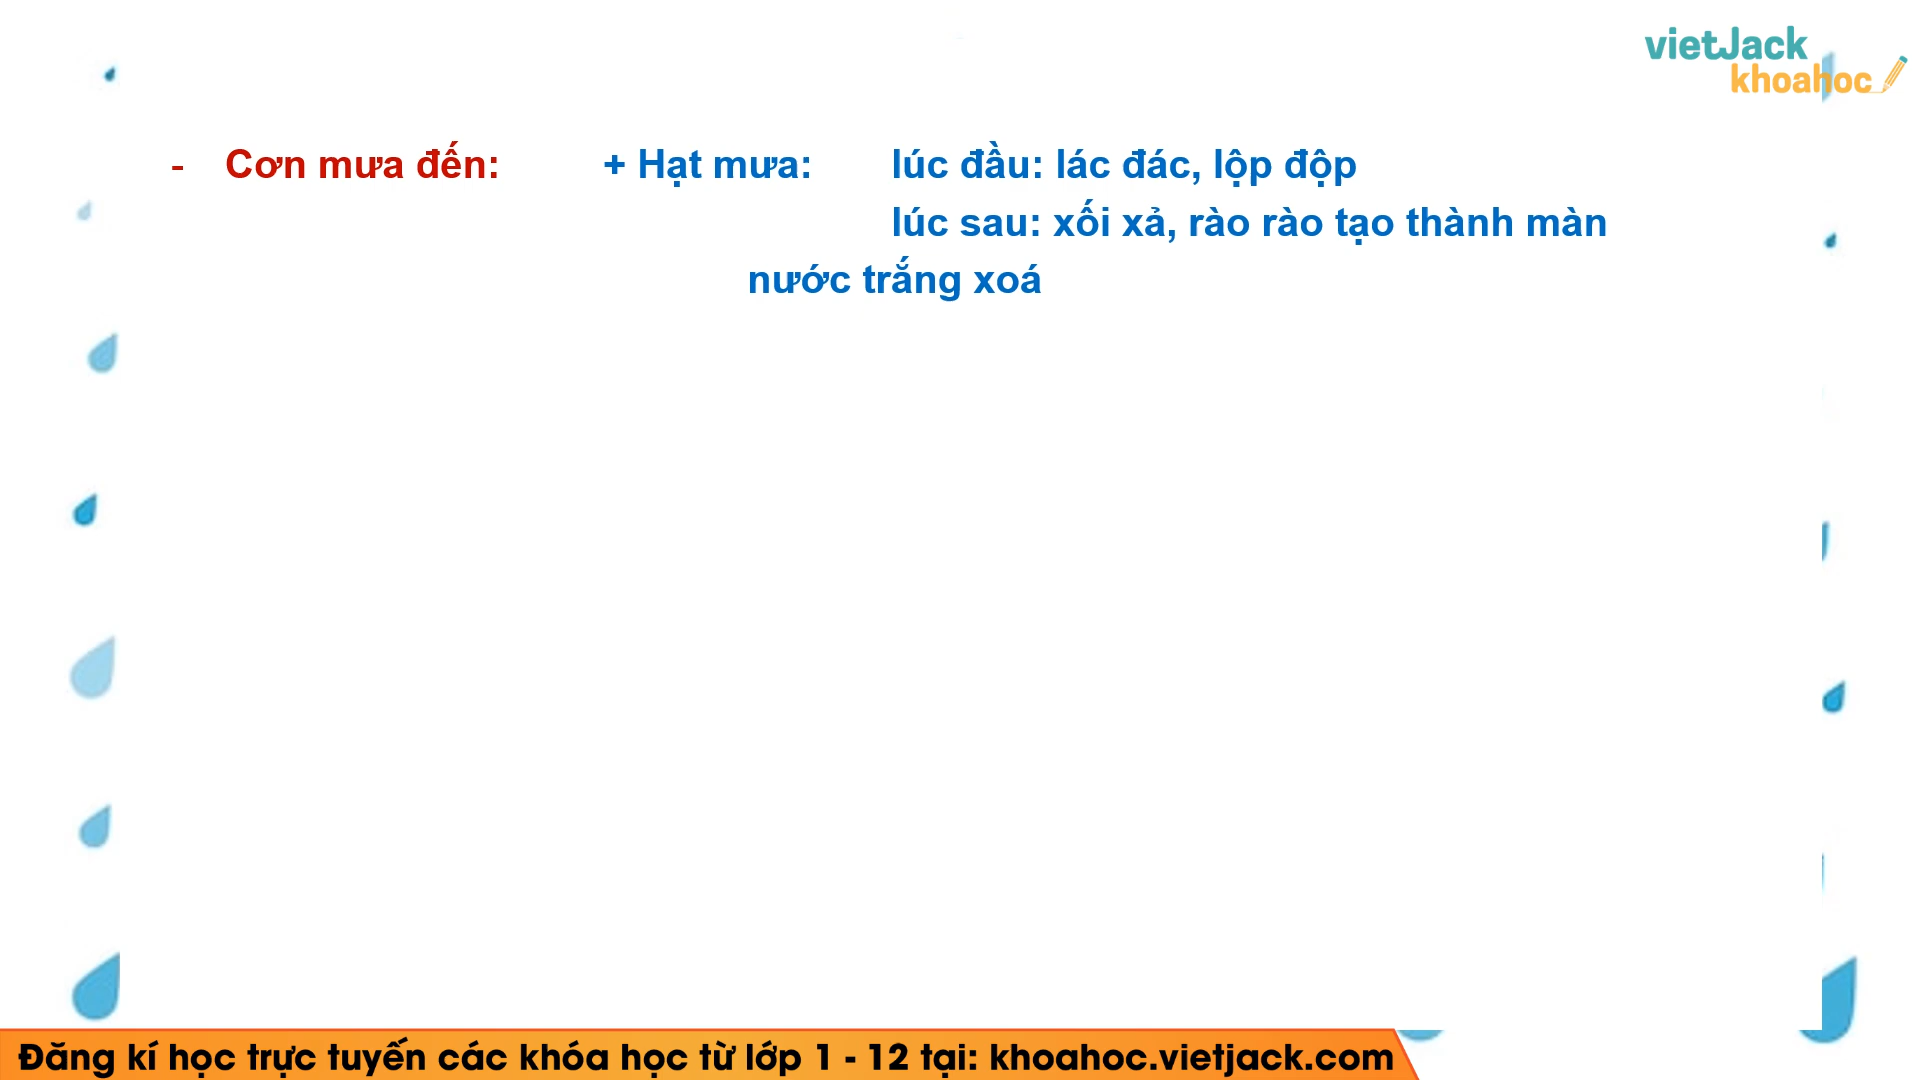 vietJack
khoahoc
- Cơn mưa đến: + Hạt mưa: lúc đầu: lác đác, lộp độp
lúc sau: xối xả, rào rào tạo thành màn
nước trắng xoá
Đăng kí học trực tuyến các khóa học từ lớp 1 - 12 tại: khoahoc.vietjack.com